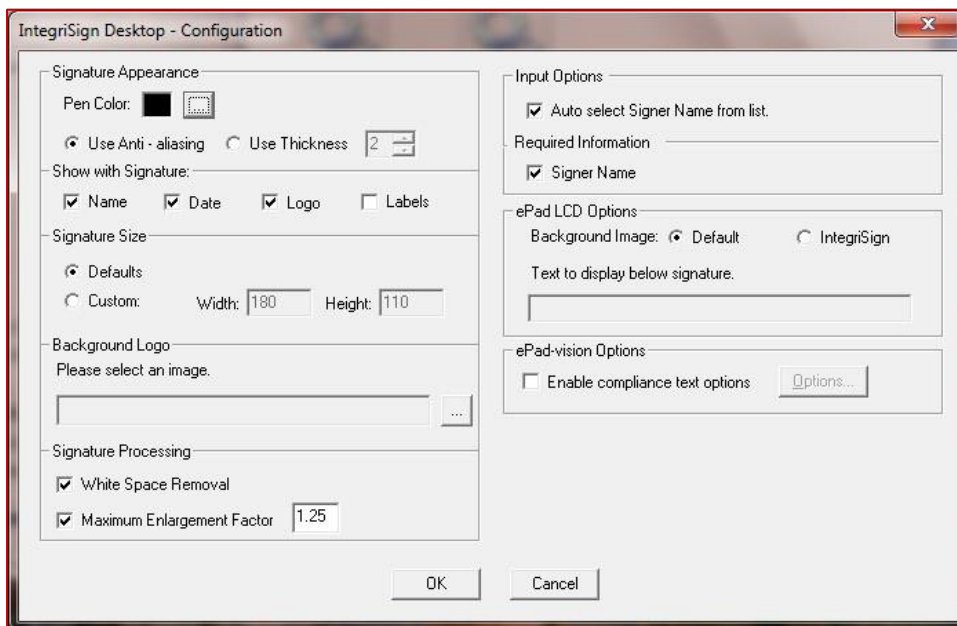 IntegriSign Desktop - Configuration
Signature Appearance
Pen Color:
...
Use Anti - aliasing
Use Thickness
2
Show with Signature:
Name
Date
Logo
Labels
Signature Size
Defaults
Custom:
Width: 180
Height: 110
Background Logo
Please select an image.
...
Signature Processing
White Space Removal
Maximum Enlargement Factor
1.25
Input Options
Auto select Signer Name from list.
Required Information
Signer Name
ePad LCD Options
Background Image:
Default
IntegriSign
Text to display below signature.
ePad-vision Options
Enable compliance text options
Options...
OK
Cancel